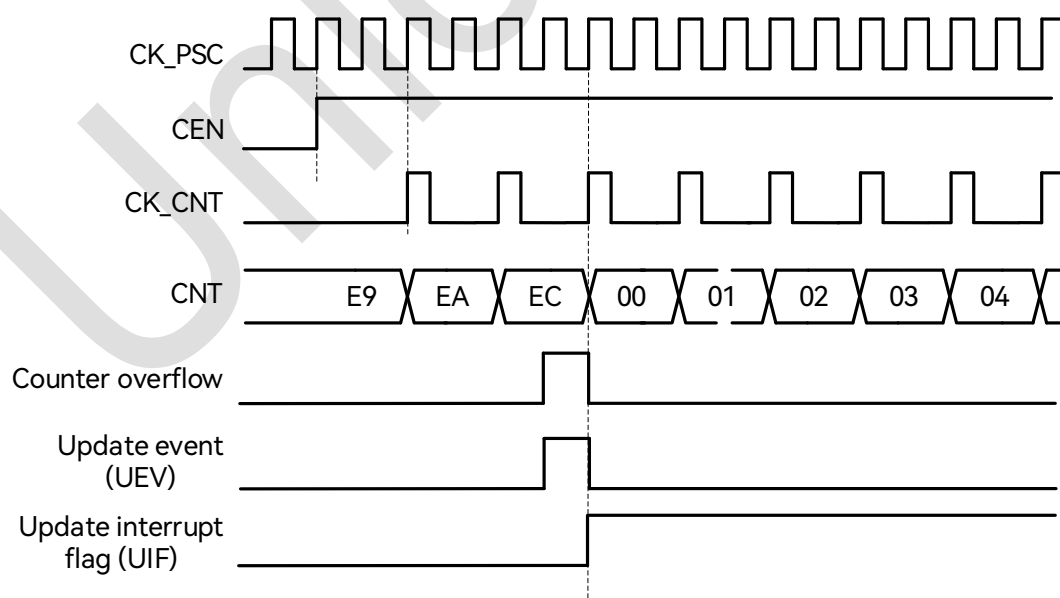 CK_PSC
CEN
CK_CNT
CNT E9 EA EC 00 01 02 03 04
Counter overflow
Update event
(UEV)
Update interrupt
flag (UIF)